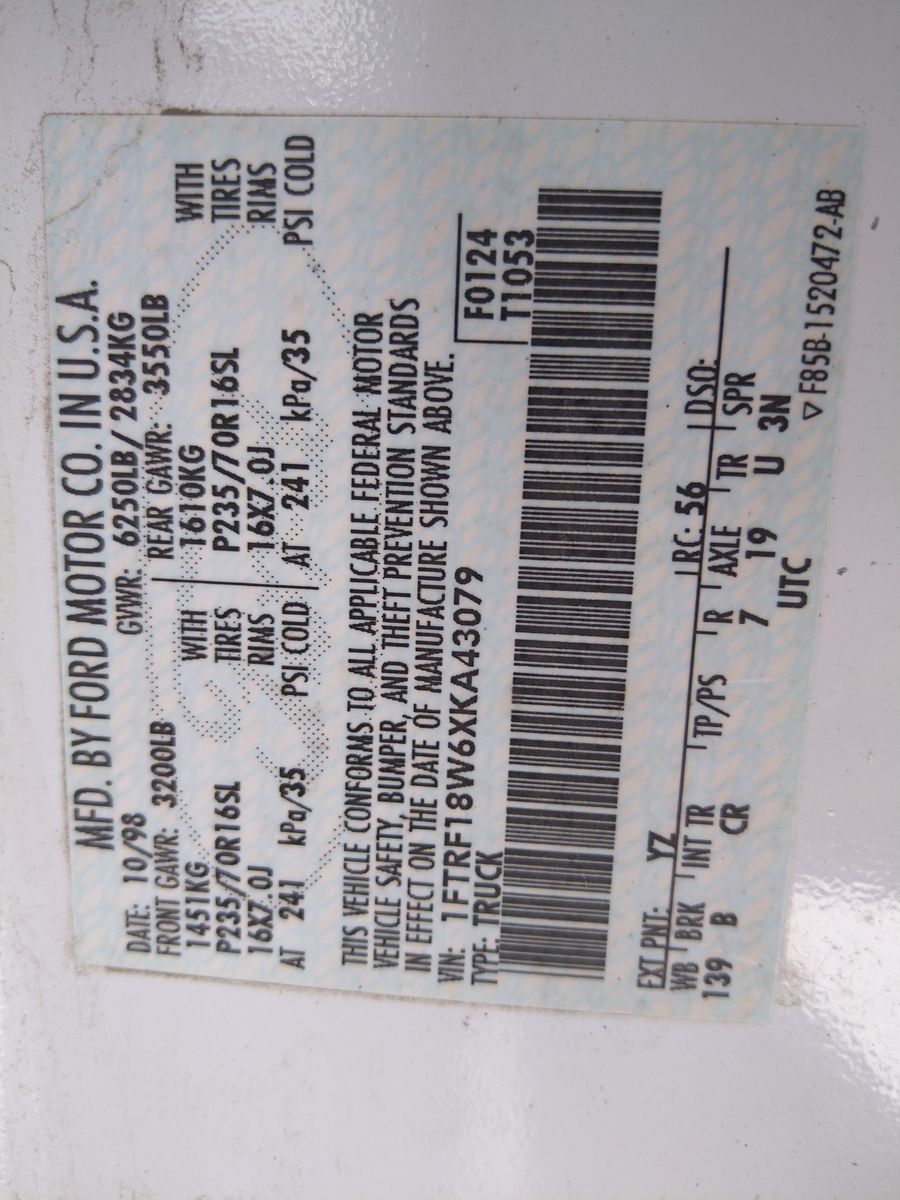 MFD. BY FORD MOTOR CO. IN U.S.A.
DATE: 10/98 GVWR: 6250LB/ 2834KG
FRONT GAWR: 3200LB REAR GAWR: 3550LB
1451KG WITH 1610KG WITH
P235/70R16SL TIRES P235/70R16SL TIRES
16X7.0J RIMS 16X7.0J RIMS
AT 241 kPa/35 PSI COLD AT 241 kPa/35 PSI COLD
THIS VEHICLE CONFORMS TO ALL APPLICABLE FEDERAL MOTOR
VEHICLE SAFETY, BUMPER, AND THEFT PREVENTION STANDARDS
IN EFFECT ON THE DATE OF MANUFACTURE SHOWN ABOVE.
VIN: 1FTRF18W6XKA43079 F0124
TYPE: TRUCK T1053
EXT PNT: YZ RC: 56 DSO:
WB BRK INT TR TP/PS R AXLE TR SPR
139 B CR 7 19 U 3N
UTC
▽ F85B-1520472-AB